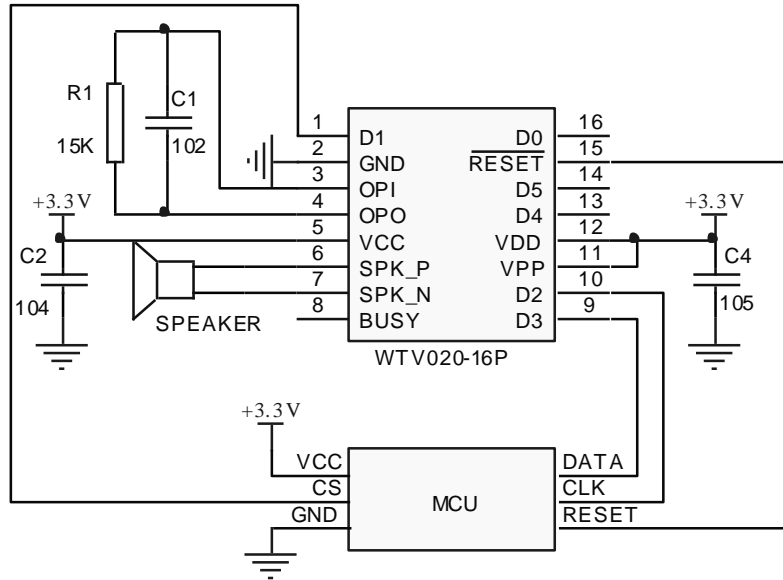 R1
15K
C1
102
+3.3V
C2
104
SPEAKER
1
2
3
4
5
6
7
8
D1
GND
OPI
OPO
VCC
SPK_P
SPK_N
BUSY
D0
RESET
D5
D4
VDD
VPP
D2
D3
16
15
14
13
12
11
10
9
WTV020-16P
+3.3V
C4
105
+3.3V
VCC
CS
GND
MCU
DATA
CLK
RESET